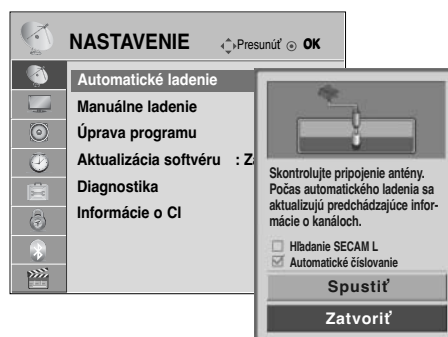 NASTAVENIE
Presunúť
OK
Automatické ladenie
Manuálne ladenie
Úprava programu
Aktualizácia softvéru : Za
Diagnostika
Informácie o CI
Skontrolujte pripojenie antény.
Počas automatického ladenia sa
aktualizujú predchádzajúce infor-
mácie o kanáloch.
Hľadanie SECAM L
Automatické číslovanie
Spustiť
Zatvoriť